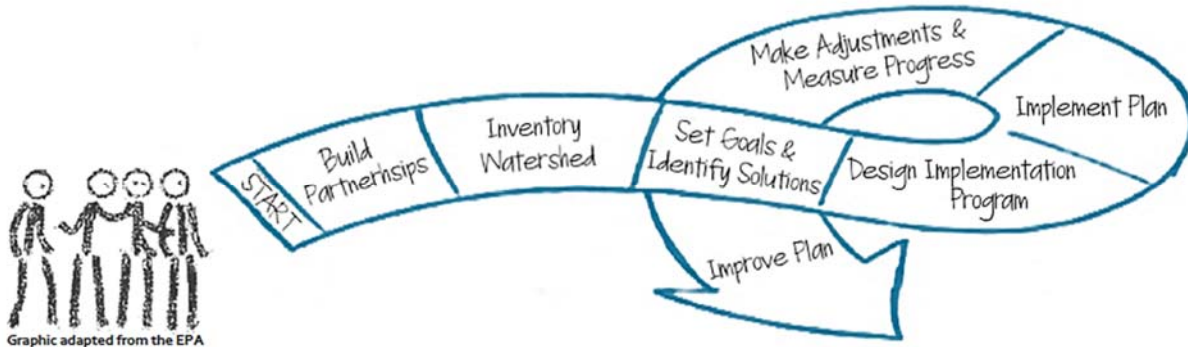 START
Build
Partnerhsips
Inventory
Watershed
Set Goals &
Identify Solutions
Design Implementation
Program
Implement Plan
Make Adjustments &
Measure Progress
Improve Plan
Graphic adapted from the EPA